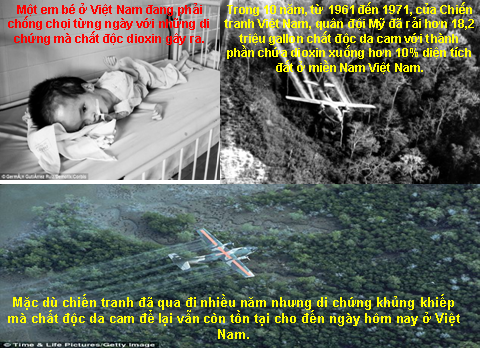 Một em bé ở Việt Nam đang phải
chống chọi từng ngày với những di
chứng mà chất độc dioxin gây ra.
Trong 10 năm, từ 1961 đến 1971, của Chiến
tranh Việt Nam, quân đội Mỹ đã rải hơn 18,2
triệu gallon chất độc da cam với thành
phần chứa dioxin xuống hơn 10% diện tích
đất ở miền Nam Việt Nam.
Mặc dù chiến tranh đã qua đi nhiều năm nhưng di chứng khủng khiếp
mà chất độc da cam để lại vẫn còn tồn tại cho đến ngày hôm nay ở Việt
Nam.
© Time & Life Pictures/Getty Image